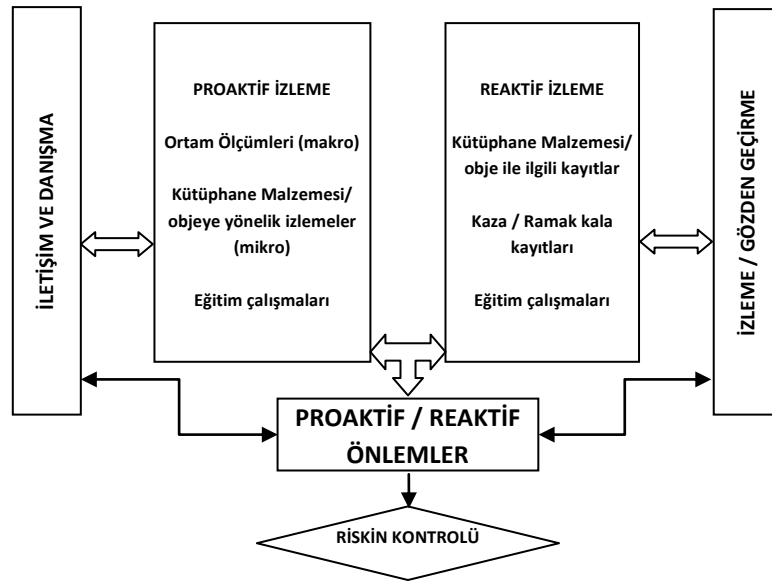 İLETİŞİM VE DANIŞMA
PROAKTİF İZLEME
Ortam Ölçümleri (makro)
Kütüphane Malzemesi/
objeye yönelik izlemeler
(mikro)
Eğitim çalışmaları
REAKTİF İZLEME
Kütüphane Malzemesi/
obje ile ilgili kayıtlar
Kaza / Ramak kala
kayıtları
Eğitim çalışmaları
İZLEME / GÖZDEN GEÇİRME
PROAKTİF / REAKTİF
ÖNLEMLER
RİSKİN KONTROLÜ